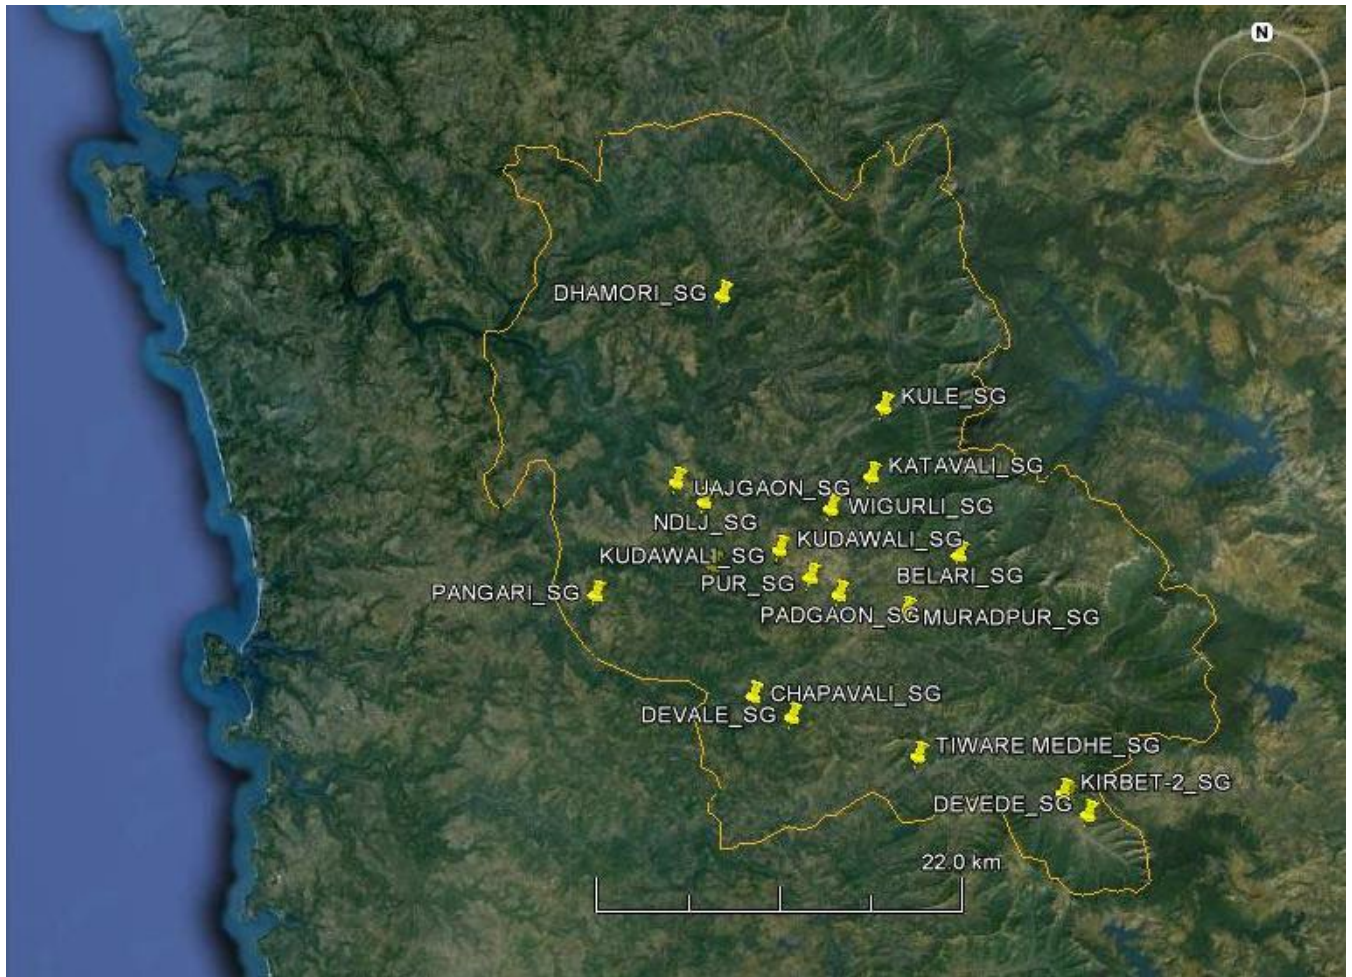 N
DHAMORI_SG
KULE_SG
KATAVALI_SG
UAJGAON_SG
WIGURLI_SG
NDLJ_SG
KUDAWALI_SG
KUDAWALI_SG
PUR_SG
BELARI_SG
PANGARI_SG
PADGAON_SG
MURADPUR_SG
CHAPAVALI_SG
DEVALE_SG
TIWARE MEDHE_SG
KIRBET-2_SG
DEVEDE_SG
22.0 km